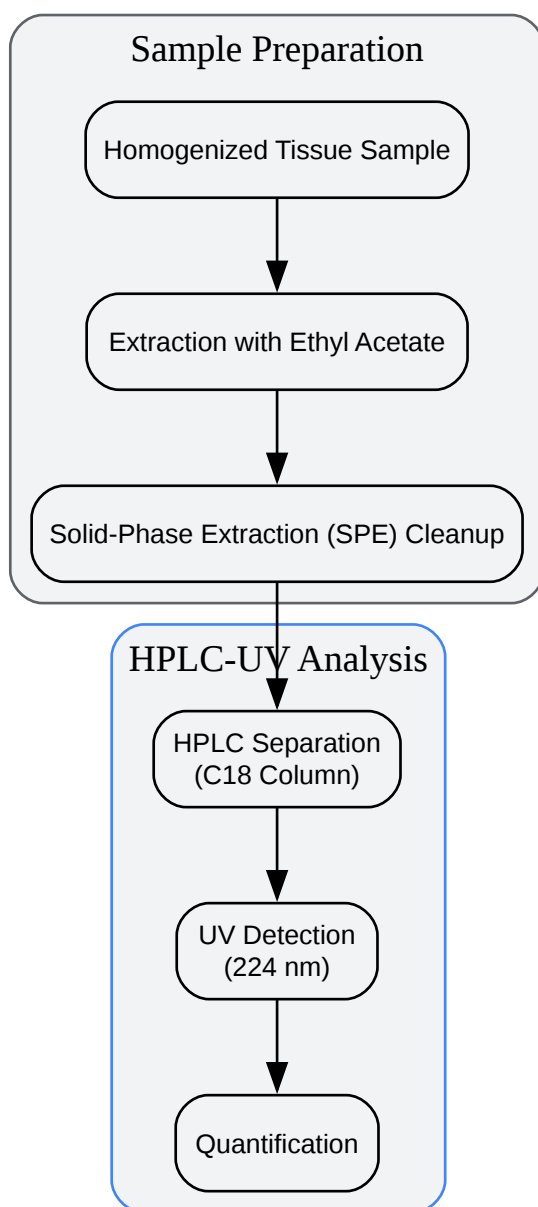 Sample Preparation
Homogenized Tissue Sample
Extraction with Ethyl Acetate
Solid-Phase Extraction (SPE) Cleanup
HPLC-UV Analysis
HPLC Separation
(C18 Column)
UV Detection
(224 nm)
Quantification